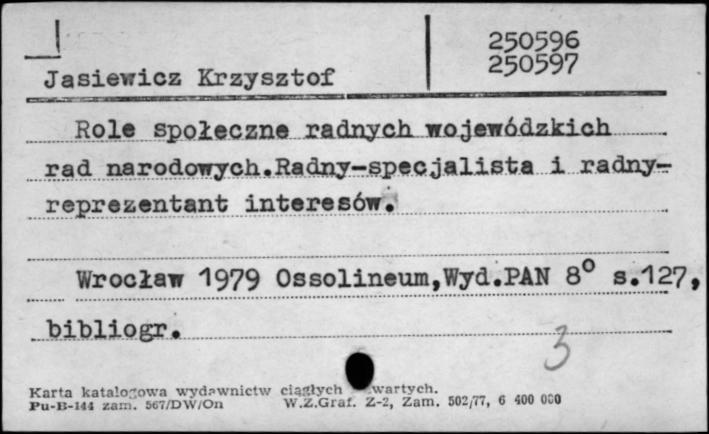 250596
250597
Jasiewicz Krzysztof
Role społeczne radnych wojewódzkich
rad narodowych.Radny-specjalista i radny-
reprezentant interesów.
Wrocław 1979 Ossolineum,Wyd.PAN 8° s.127,
bibliogr.
3
Karta katalogowa wydawnictw ciągłych wartych.
Pu-B-144 zam. 567/DW/On W.Z.Graf. Z-2, Zam. 502/77, 6 400 000